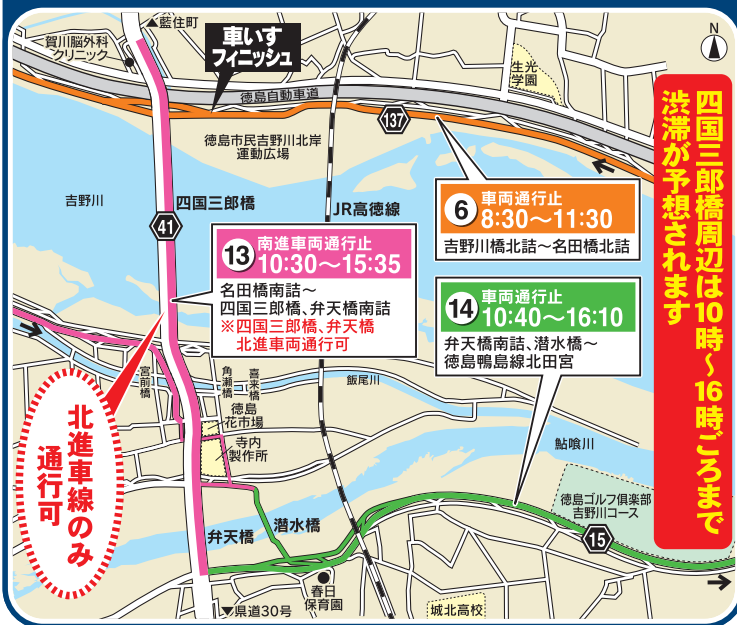 ▲藍住町
賀川脳外科
クリニック
車いす
フィニッシュ
N
生光
学園
徳島自動車道
137
徳島市民吉野川北岸
運動広場
吉野川
四国三郎橋
JR高徳線
41
6 車両通行止
8:30〜11:30
吉野川橋北詰〜名田橋北詰
13 南進車両通行止
10:30〜15:35
名田橋南詰〜
四国三郎橋、弁天橋南詰
※四国三郎橋、弁天橋
北進車両通行可
14 車両通行止
10:40〜16:10
弁天橋南詰、潜水橋〜
徳島鴨島線北田宮
四国三郎橋周辺は10時〜16時ごろまで
渋滞が予想されます
宮前橋
角瀬橋
喜来橋
飯尾川
徳島
花市場
寺内
製作所
鮎喰川
北進車線のみ
通行可
徳島ゴルフ倶楽部
吉野川コース
弁天橋
潜水橋
15
春日
保育園
▼県道30号
城北高校